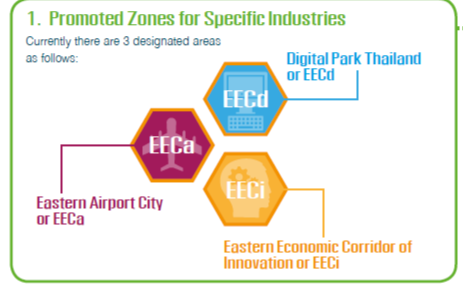 1. Promoted Zones for Specific Industries
Currently there are 3 designated areas
as follows:
Digital Park Thailand
or EECd
EECd
EECa
EECi
Eastern Airport City
or EECa
Eastern Economic Corridor of
Innovation or EECi